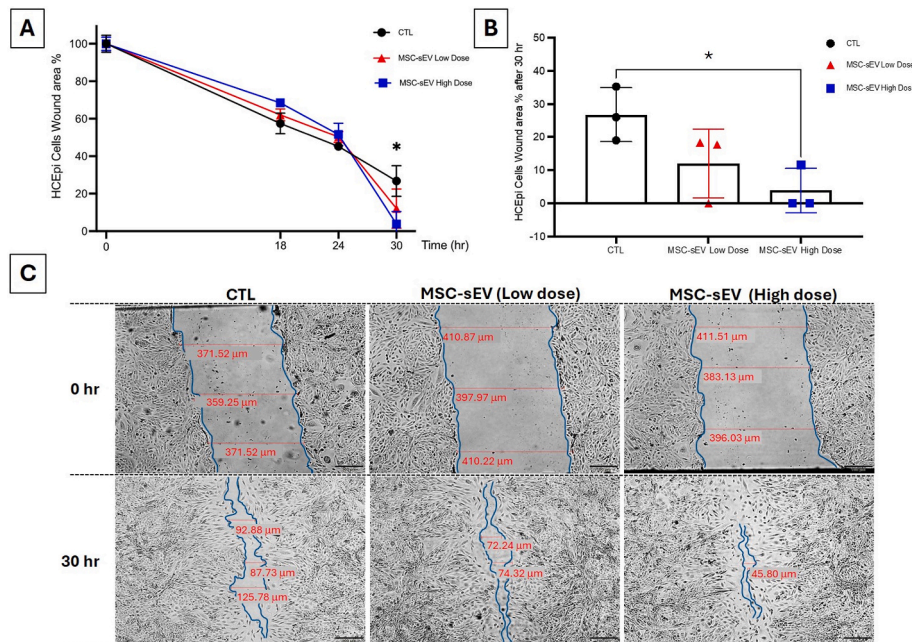 A
HCEpi Cells Wound area %
100
80
60
40
20
0
0
18
24
30
Time (hr)
*
CTL
MSC-sEV Low Dose
MSC-sEV High Dose
B
HCEpi Cells Wound area % after 30 hr
50
40
30
20
10
0
-10
*
CTL
MSC-sEV Low Dose
MSC-sEV High Dose
CTL
MSC-sEV Low Dose
MSC-sEV High Dose
C
CTL
MSC-sEV (Low dose)
MSC-sEV (High dose)
0 hr
371.52 µm
359.25 µm
371.52 µm
410.87 µm
397.97 µm
410.22 µm
411.51 µm
383.13 µm
396.03 µm
30 hr
92.88 µm
87.73 µm
125.78 µm
72.24 µm
74.32 µm
45.80 µm